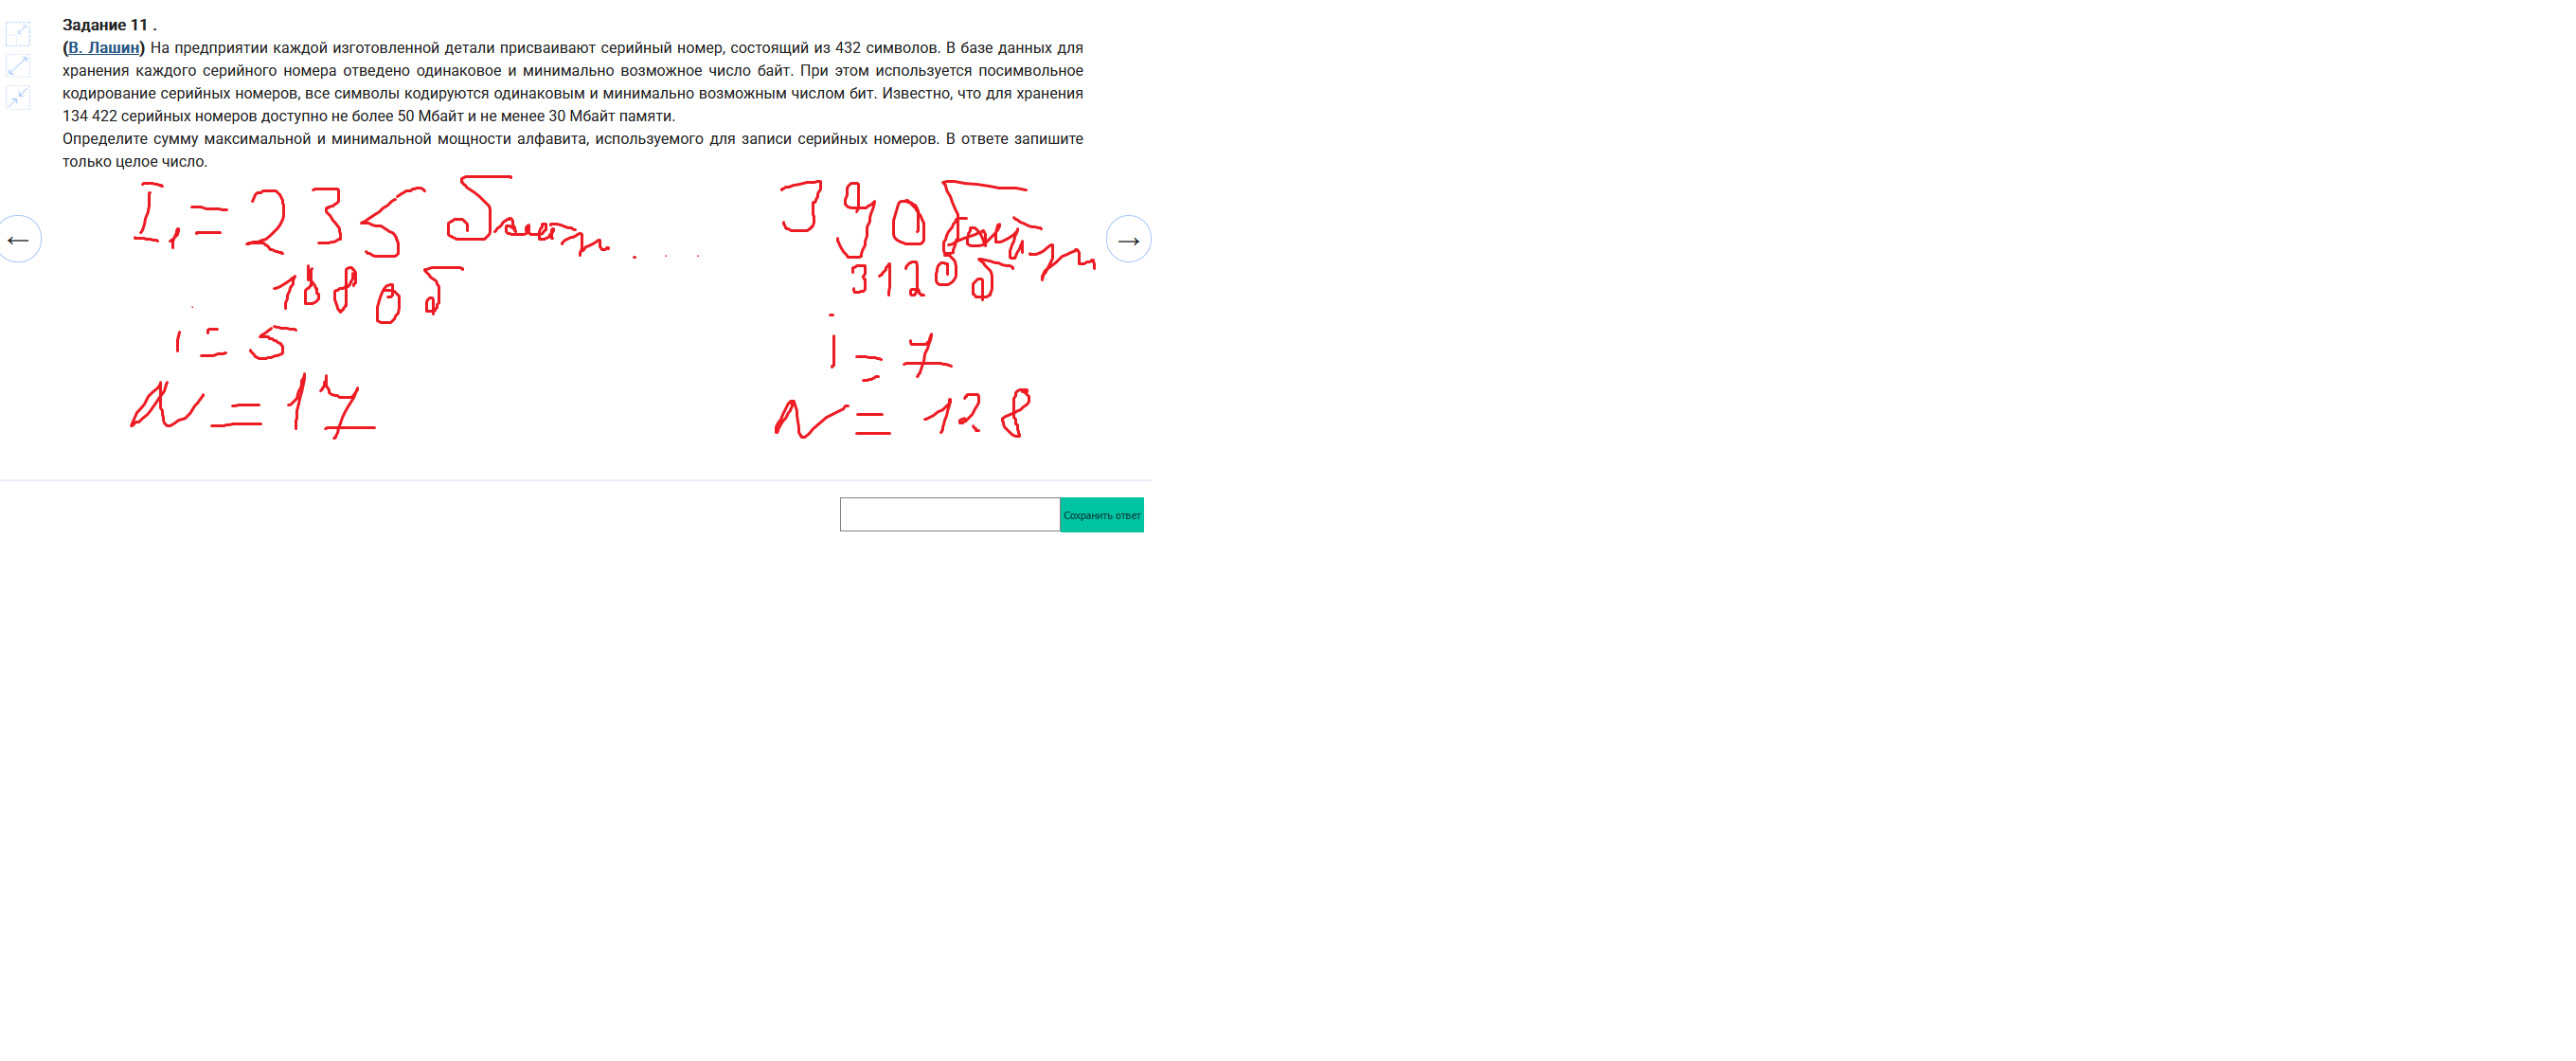 Задание 11 .
(В. Лашин) На предприятии каждой изготовленной детали присваивают серийный номер, состоящий из 432 символов. В базе данных для
хранения каждого серийного номера отведено одинаковое и минимально возможное число байт. При этом используется посимвольное
кодирование серийных номеров, все символы кодируются одинаковым и минимально возможным числом бит. Известно, что для хранения
134 422 серийных номеров доступно не более 50 Мбайт и не менее 30 Мбайт памяти.
Определите сумму максимальной и минимальной мощности алфавита, используемого для записи серийных номеров. В ответе запишите
только целое число.
I₁ = 235 байт . . . 390 байт
1880 б 3120 б
i = 5 i = 7
N = 17 N = 128
← →
Сохранить ответ